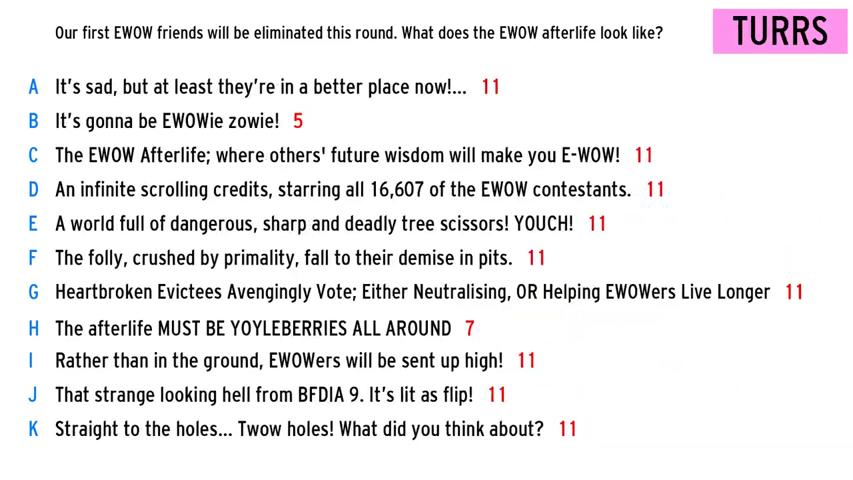 Our first EWOW friends will be eliminated this round. What does the EWOW afterlife look like?
TURRS
A It's sad, but at least they're in a better place now!... 11
B It's gonna be EWOWie zowie! 5
C The EWOW Afterlife; where others' future wisdom will make you E-WOW! 11
D An infinite scrolling credits, starring all 16,607 of the EWOW contestants. 11
E A world full of dangerous, sharp and deadly tree scissors! YOUCH! 11
F The folly, crushed by primality, fall to their demise in pits. 11
G Heartbroken Evictees Avengingly Vote; Either Neutralising, OR Helping EWOWers Live Longer 11
H The afterlife MUST BE YOYLEBERRIES ALL AROUND 7
I Rather than in the ground, EWOWers will be sent up high! 11
J That strange looking hell from BFDIA 9. It's lit as flip! 11
K Straight to the holes... Twow holes! What did you think about? 11